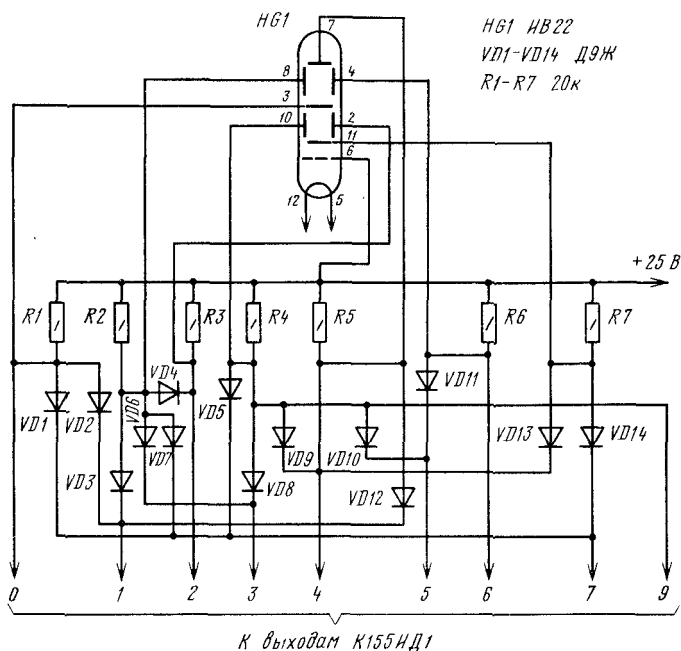 HG1
7
HG1 ИВ22
VD1-VD14 Д9Ж
R1-R7 20к
8
4
3
10
2
11
6
12
5
+25 В
R1
R2
R3
R4
R5
R6
R7
VD4
VD11
VD6
VD5
VD1
VD2
VD7
VD9
VD10
VD13
VD14
VD3
VD8
VD12
0 1 2 3 4 5 6 7 9
К выходам К155ИД1